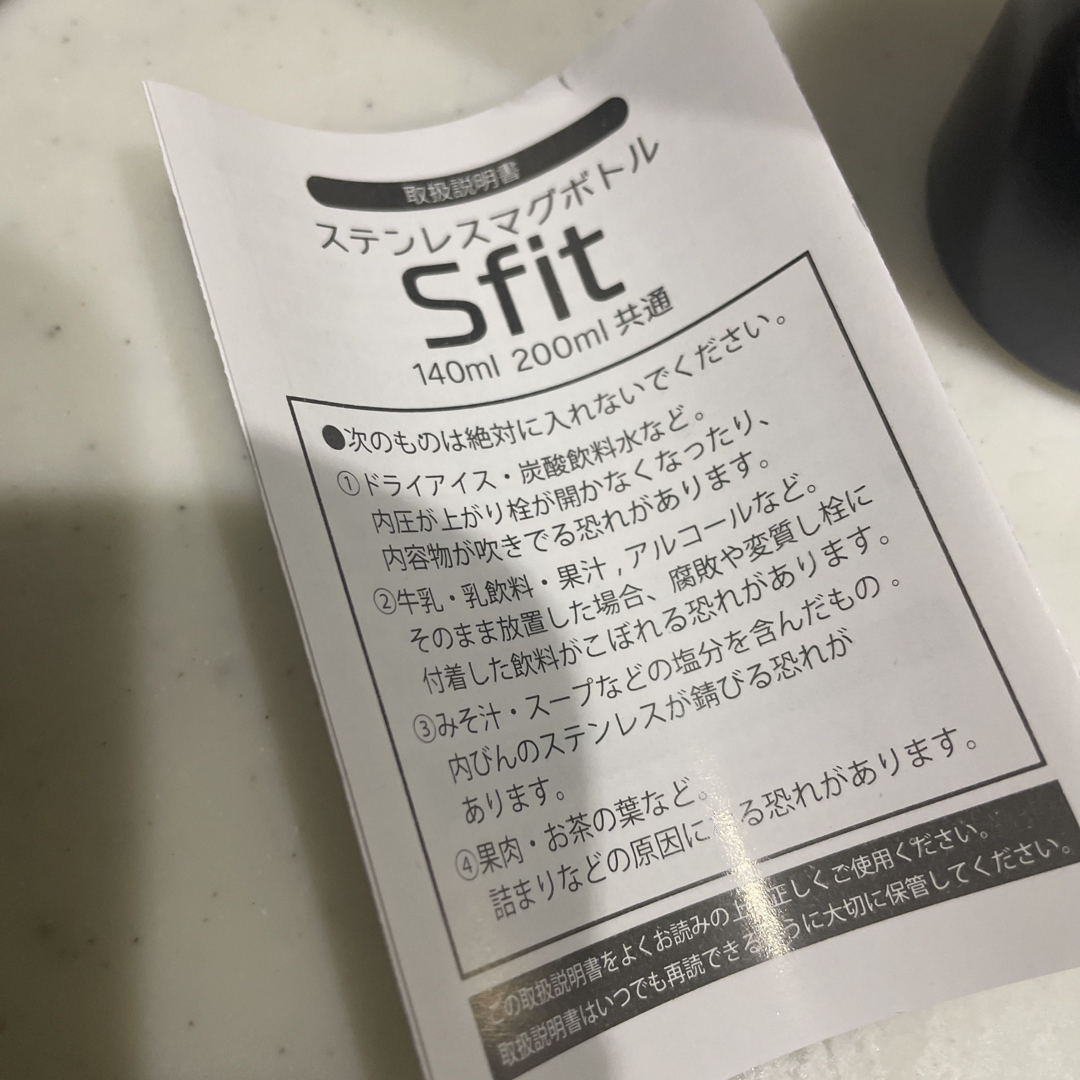 取扱説明書
ステンレスマグボトル
Sfit
140ml 200ml 共通
●次のものは絶対に入れないでください。
①ドライアイス・炭酸飲料水など。
内圧が上がり栓が開かなくなったり、
内容物が吹きでる恐れがあります。
②牛乳・乳飲料・果汁,アルコールなど。
そのまま放置した場合、腐敗や変質し栓に
付着した飲料がこぼれる恐れがあります。
③みそ汁・スープなどの塩分を含んだもの。
内びんのステンレスが錆びる恐れが
あります。
④果肉・お茶の葉など。
詰まりなどの原因に る恐れがあります。
この取扱説明書をよくお読みの上 正しくご使用ください。
取扱説明書はいつでも再読できるように大切に保管してください。